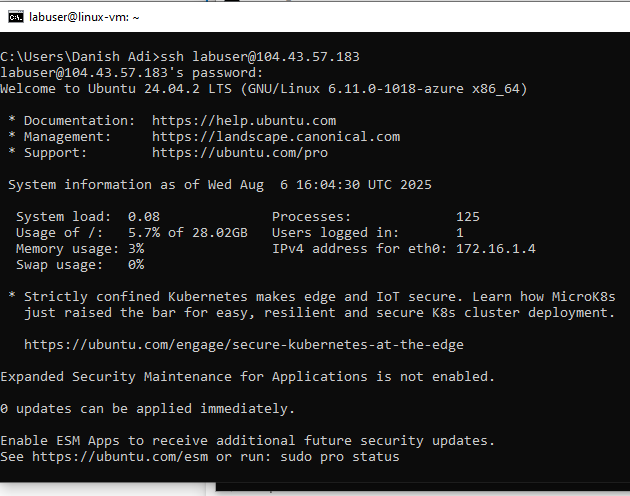 labuser@linux-vm: ~
C:\Users\Danish Adi>ssh labuser@104.43.57.183
labuser@104.43.57.183's password:
Welcome to Ubuntu 24.04.2 LTS (GNU/Linux 6.11.0-1018-azure x86_64)
* Documentation:  https://help.ubuntu.com
* Management:     https://landscape.canonical.com
* Support:        https://ubuntu.com/pro
System information as of Wed Aug  6 16:04:30 UTC 2025
System load:  0.08              Processes:             125
Usage of /:   5.7% of 28.02GB   Users logged in:       1
Memory usage: 3%                IPv4 address for eth0: 172.16.1.4
Swap usage:   0%
* Strictly confined Kubernetes makes edge and IoT secure. Learn how MicroK8s
just raised the bar for easy, resilient and secure K8s cluster deployment.
https://ubuntu.com/engage/secure-kubernetes-at-the-edge
Expanded Security Maintenance for Applications is not enabled.
0 updates can be applied immediately.
Enable ESM Apps to receive additional future security updates.
See https://ubuntu.com/esm or run: sudo pro status